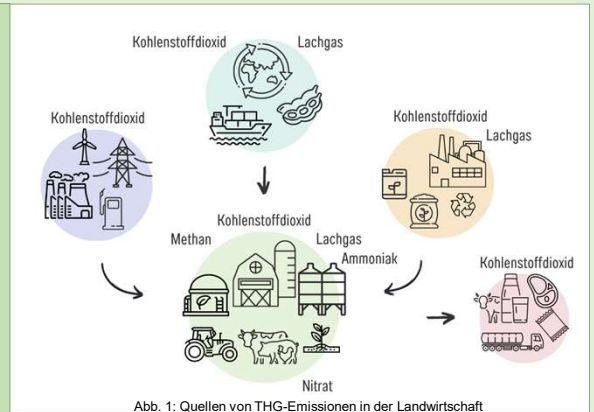 Kohlenstoffdioxid
Lachgas
Kohlenstoffdioxid
Kohlenstoffdioxid
Lachgas
Kohlenstoffdioxid
Methan
Lachgas
Ammoniak
Kohlenstoffdioxid
Nitrat
Abb. 1: Quellen von THG-Emissionen in der Landwirtschaft